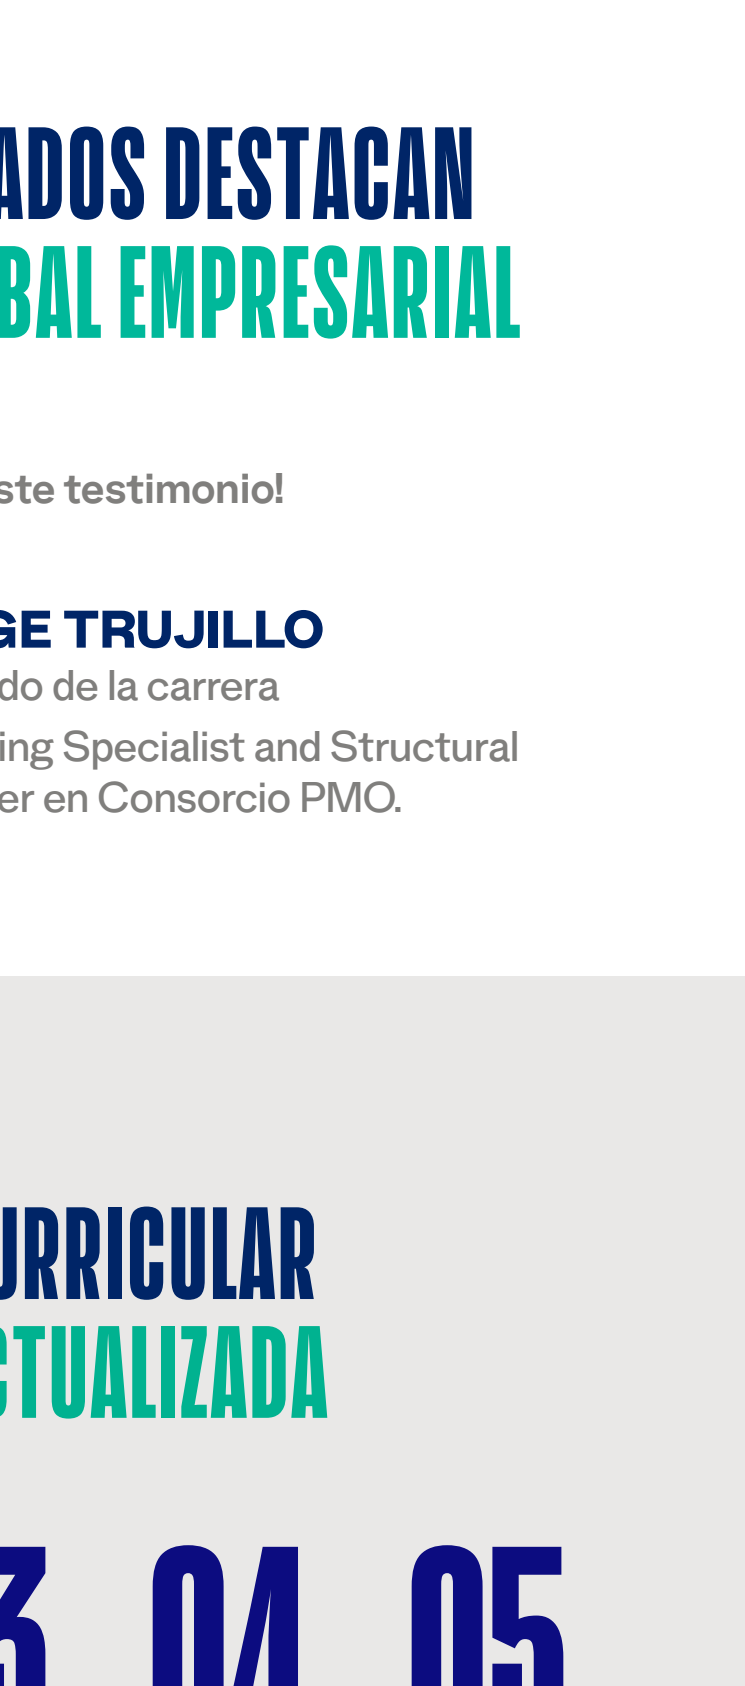 ADOS DESTACAN
BAL EMPRESARIAL
ste testimonio!
GE TRUJILLO
do de la carrera
ing Specialist and Structural
er en Consorcio PMO.
URRICULAR
CTUALIZADA
3 04 05